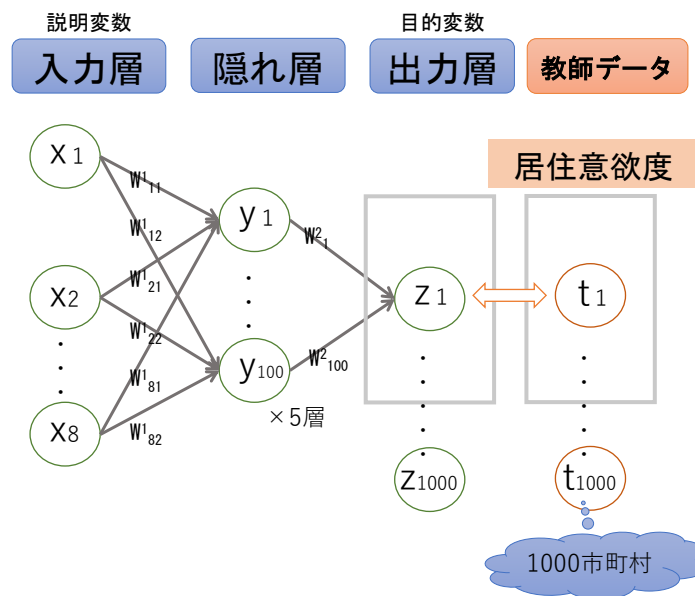 説明変数
目的変数
入力層
隠れ層
出力層
教師データ
居住意欲度
x1
x2
x8
W¹11
W¹12
W¹21
W¹22
W¹81
W¹82
y1
y100
×5層
W²1
W²100
z1
z1000
t1
t1000
1000市町村